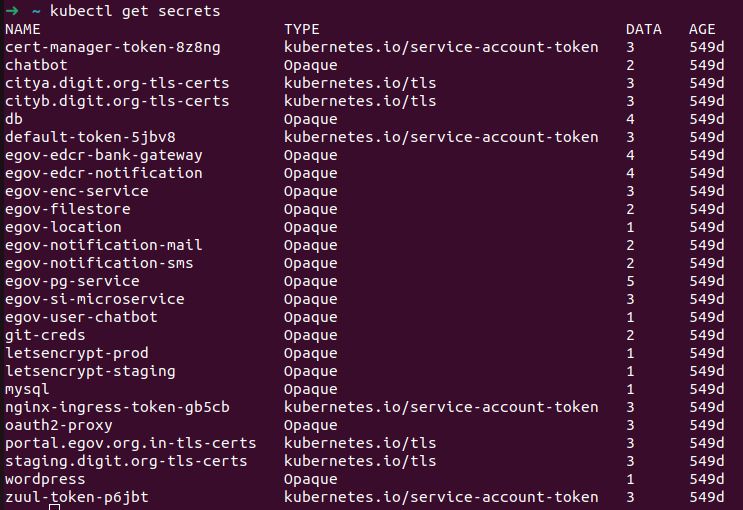 ➜ ~ kubectl get secrets
NAME TYPE DATA AGE
cert-manager-token-8z8ng kubernetes.io/service-account-token 3 549d
chatbot Opaque 2 549d
citya.digit.org-tls-certs kubernetes.io/tls 3 549d
cityb.digit.org-tls-certs kubernetes.io/tls 3 549d
db Opaque 4 549d
default-token-5jbv8 kubernetes.io/service-account-token 3 549d
egov-edcr-bank-gateway Opaque 4 549d
egov-edcr-notification Opaque 4 549d
egov-enc-service Opaque 3 549d
egov-filestore Opaque 2 549d
egov-location Opaque 1 549d
egov-notification-mail Opaque 2 549d
egov-notification-sms Opaque 2 549d
egov-pg-service Opaque 5 549d
egov-si-microservice Opaque 3 549d
egov-user-chatbot Opaque 1 549d
git-creds Opaque 2 549d
letsencrypt-prod Opaque 1 549d
letsencrypt-staging Opaque 1 549d
mysql Opaque 1 549d
nginx-ingress-token-gb5cb kubernetes.io/service-account-token 3 549d
oauth2-proxy Opaque 3 549d
portal.egov.org.in-tls-certs kubernetes.io/tls 3 549d
staging.digit.org-tls-certs kubernetes.io/tls 3 549d
wordpress Opaque 1 549d
zuul-token-p6jbt kubernetes.io/service-account-token 3 549d